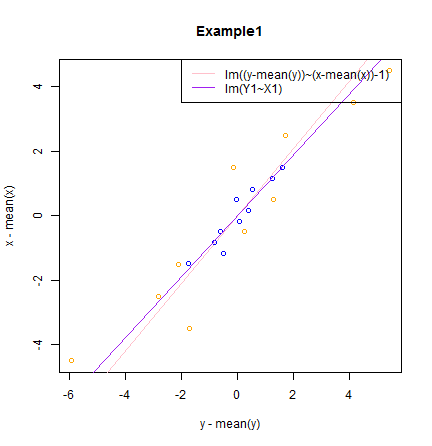 Example1
lm((y-mean(y))~(x-mean(x))-1)
lm(Y1~X1)
x - mean(x)
4
2
0
-2
-4
-6 -4 -2 0 2 4
y - mean(y)